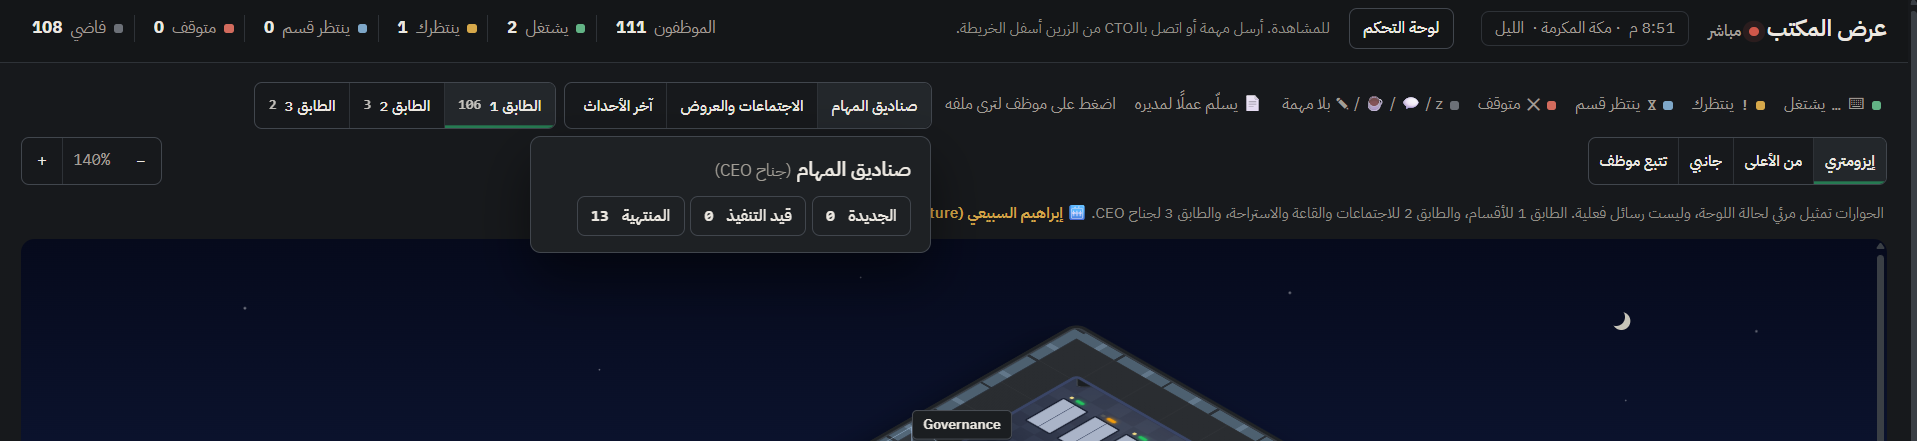 عرض المكتب مباشر 8:51 م · مكة المكرمة · الليل لوحة التحكم للمشاهدة. أرسل مهمة أو اتصل بالـCTO من الزرين أسفل الخريطة. الموظفون 111 يشتغل 2 ينتظرك 1 ينتظر قسم 0 متوقف 0 فاضي 108
… يشتغل ! ينتظرك ينتظر قسم متوقف z / / / بلا مهمة يسلّم عملًا لمديره اضغط على موظف لترى ملفه صناديق المهام الاجتماعات والعروض آخر الأحداث الطابق 1 106 الطابق 2 3 الطابق 3 2
إيزومتري من الأعلى جانبي تتبع موظف − 140% +
صناديق المهام (جناح CEO)
الجديدة 0 قيد التنفيذ 0 المنتهية 13
الحوارات تمثيل مرئي لحالة اللوحة، وليست رسائل فعلية. الطابق 1 للأقسام، والطابق 2 للاجتماعات والقاعة والاستراحة، والطابق 3 لجناح CEO. إبراهيم السبيعي
Governance